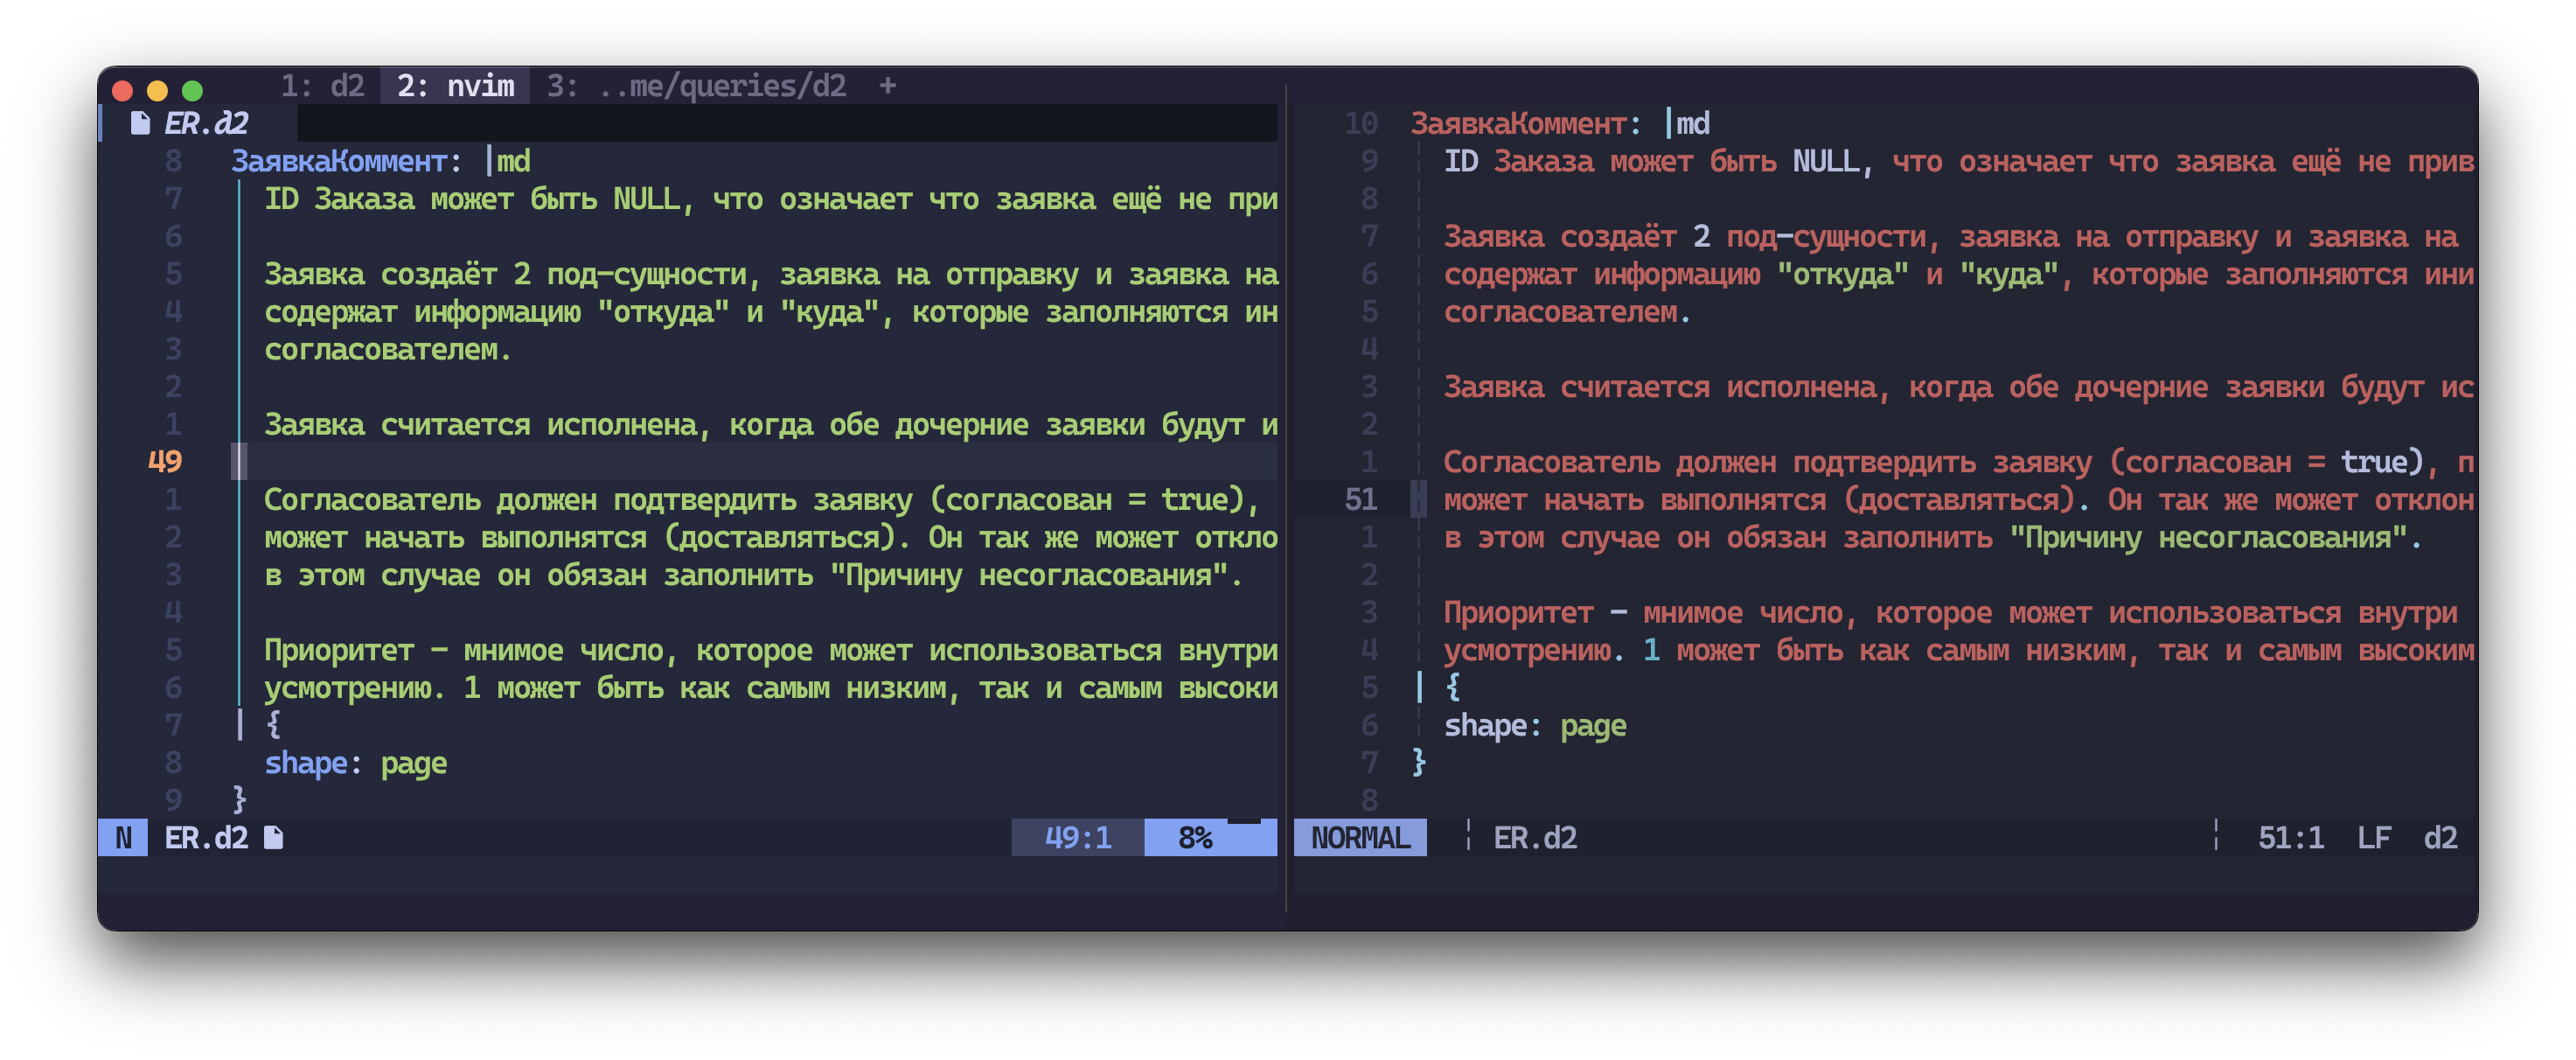 1: d2 2: nvim 3: ..me/queries/d2 +
ER.d2
8 ЗаявкаКоммент: |md
7 ID Заказа может быть NULL, что означает что заявка ещё не при
6
5 Заявка создаёт 2 под-сущности, заявка на отправку и заявка на
4 содержат информацию "откуда" и "куда", которые заполняются ин
3 согласователем.
2
1 Заявка считается исполнена, когда обе дочерние заявки будут и
49
1 Согласователь должен подтвердить заявку (согласован = true),
2 может начать выполнятся (доставляться). Он так же может откло
3 в этом случае он обязан заполнить "Причину несогласования".
4
5 Приоритет - мнимое число, которое может использоваться внутри
6 усмотрению. 1 может быть как самым низким, так и самым высоки
7 | {
8 shape: page
9 }
N ER.d2 49:1 8%
10 ЗаявкаКоммент: |md
9 ID Заказа может быть NULL, что означает что заявка ещё не прив
8
7 Заявка создаёт 2 под-сущности, заявка на отправку и заявка на
6 содержат информацию "откуда" и "куда", которые заполняются ини
5 согласователем.
4
3 Заявка считается исполнена, когда обе дочерние заявки будут ис
2
1 Согласователь должен подтвердить заявку (согласован = true), п
51 может начать выполнятся (доставляться). Он так же может отклон
1 в этом случае он обязан заполнить "Причину несогласования".
2
3 Приоритет - мнимое число, которое может использоваться внутри
4 усмотрению. 1 может быть как самым низким, так и самым высоким
5 | {
6 shape: page
7 }
8
NORMAL ER.d2 51:1 LF d2